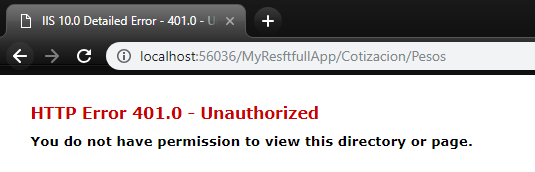 IIS 10.0 Detailed Error - 401.0 - U
localhost:56036/MyResftfullApp/Cotizacion/Pesos
HTTP Error 401.0 - Unauthorized
You do not have permission to view this directory or page.